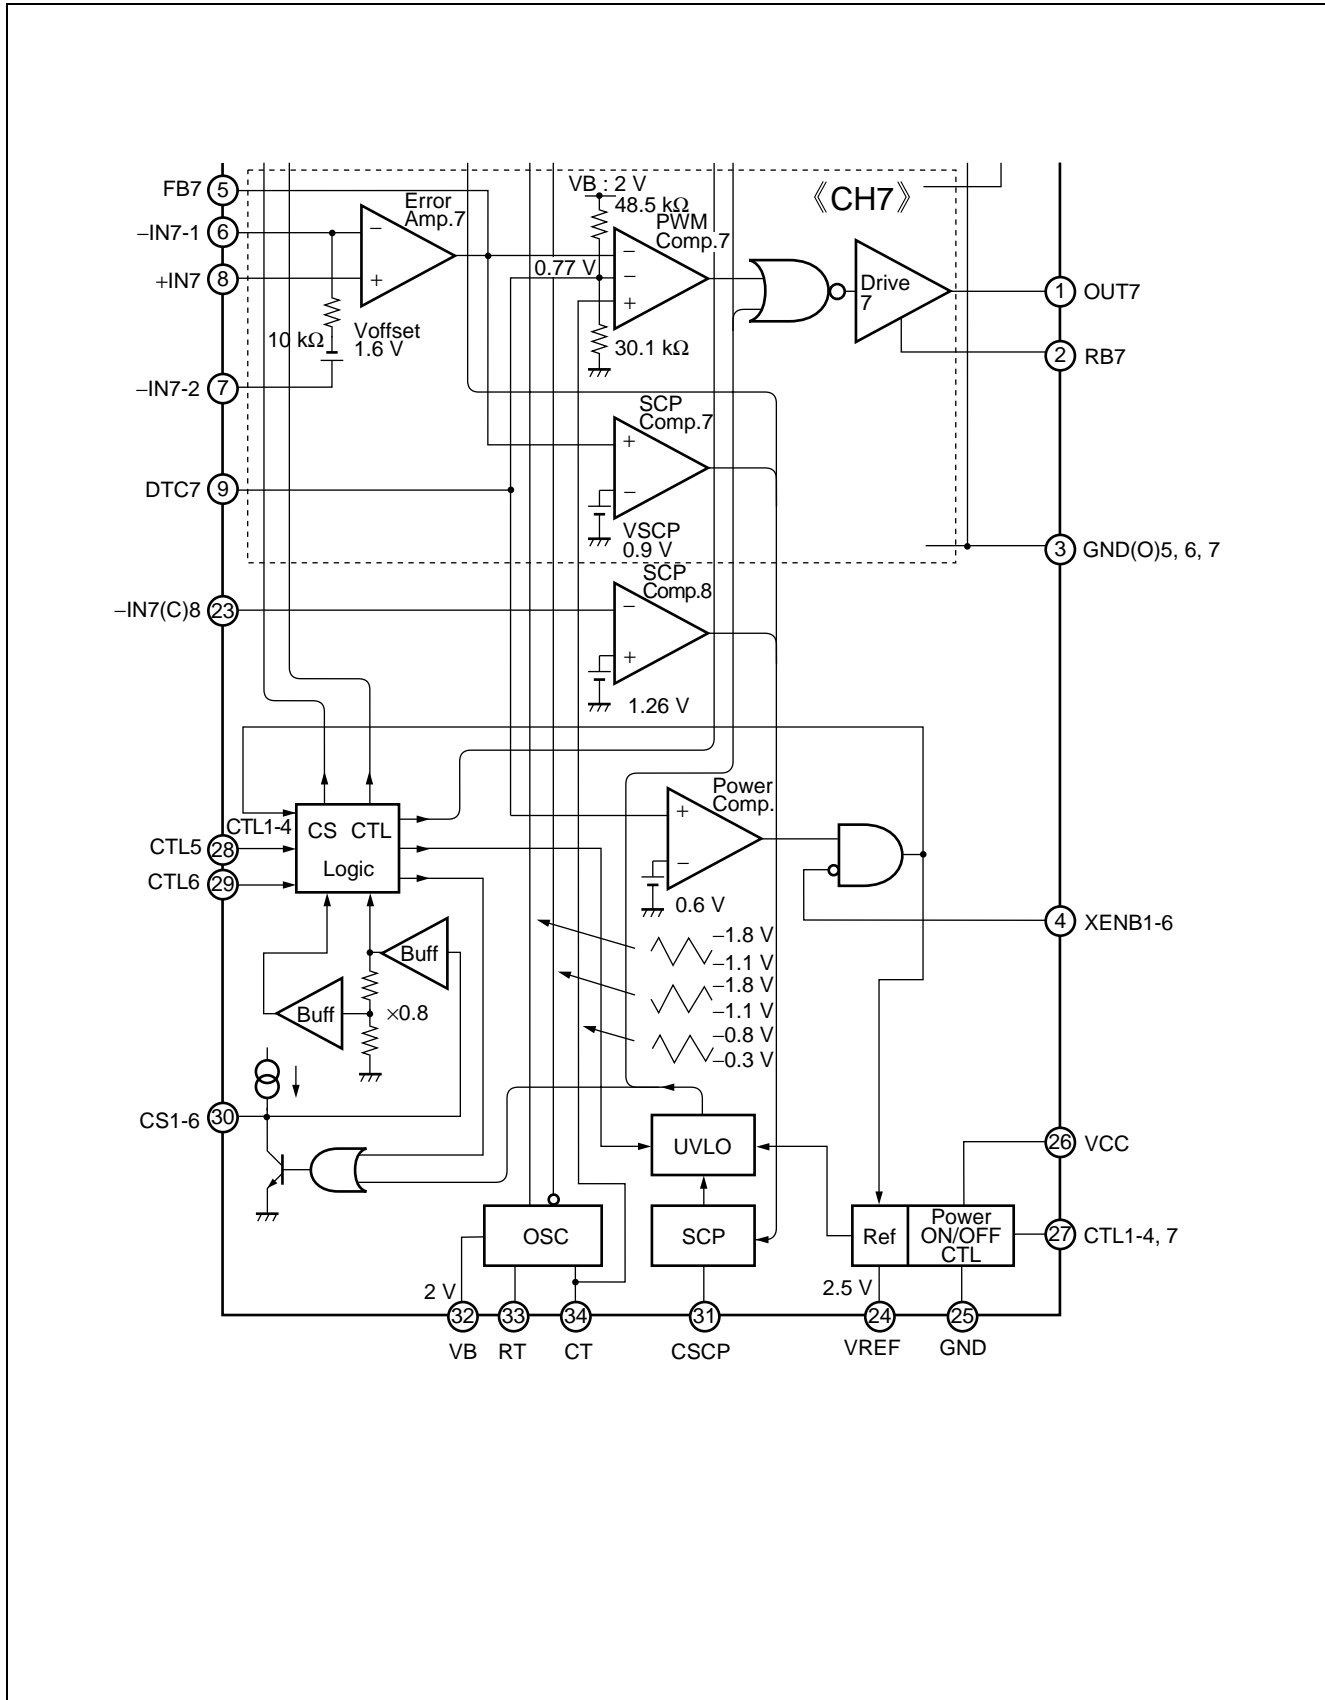 FB7 5
–IN7-1 6
+IN7 8
–IN7-2 7
DTC7 9
–IN7(C)8 23
CTL5 28
CTL6 29
CS1-6 30
Error
Amp.7
–
+
10 kΩ
Voffset
1.6 V
VB : 2 V
48.5 kΩ
PWM
Comp.7
0.77 V
–
–
+
30.1 kΩ
《CH7》
Drive
7
1 OUT7
2 RB7
SCP
Comp.7
+
–
VSCP
0.9 V
3 GND(O)5, 6, 7
SCP
Comp.8
–
+
1.26 V
CTL1-4
CS CTL
Logic
Power
Comp.
+
–
0.6 V
4 XENB1-6
Buff
Buff
×0.8
–1.8 V
–1.1 V
–1.8 V
–1.1 V
–0.8 V
–0.3 V
UVLO
OSC
SCP
Ref
Power
ON/OFF
CTL
26 VCC
27 CTL1-4, 7
2 V
2.5 V
32 33 34 31 24 25
VB RT CT CSCP VREF GND